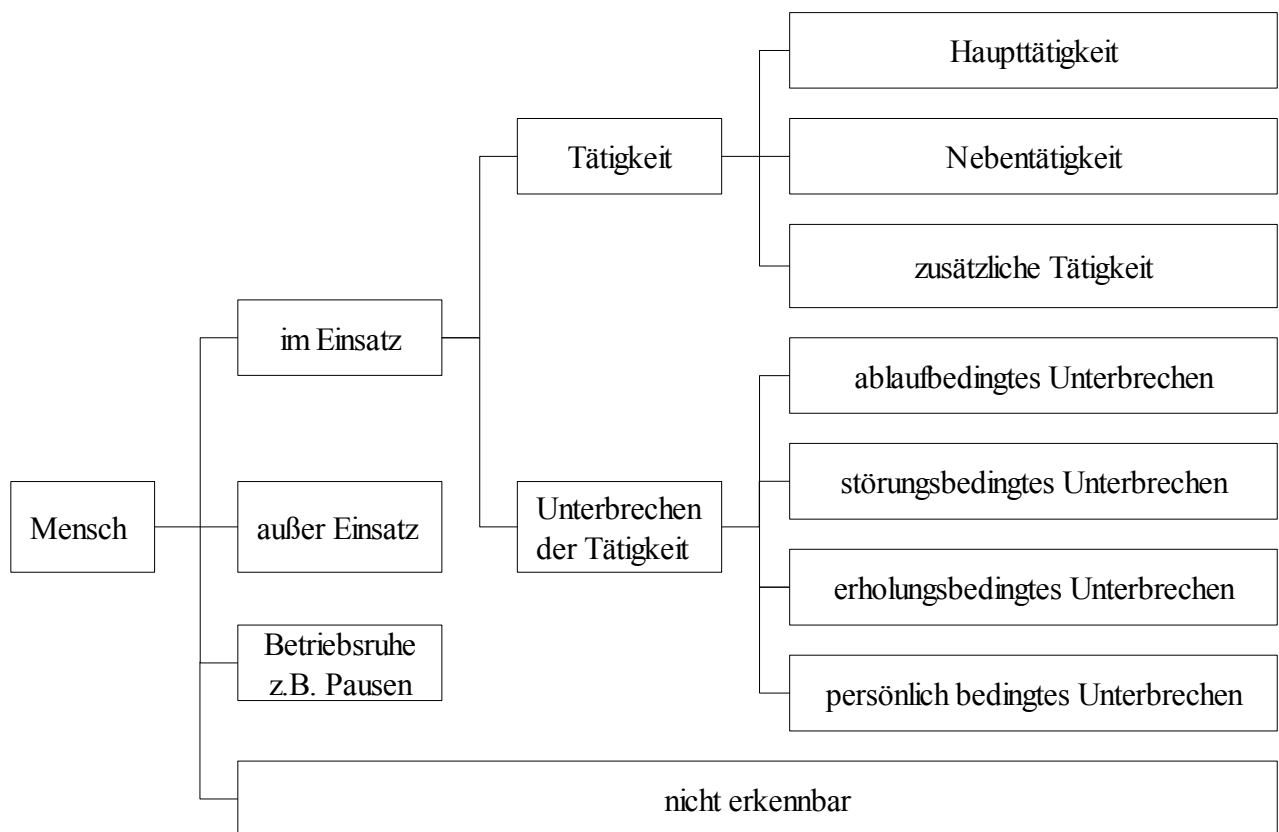 Haupttätigkeit
Tätigkeit
Nebentätigkeit
zusätzliche Tätigkeit
im Einsatz
ablaufbedingtes Unterbrechen
störungsbedingtes Unterbrechen
Mensch
außer Einsatz
Unterbrechen
der Tätigkeit
erholungsbedingtes Unterbrechen
Betriebsruhe
z.B. Pausen
persönlich bedingtes Unterbrechen
nicht erkennbar